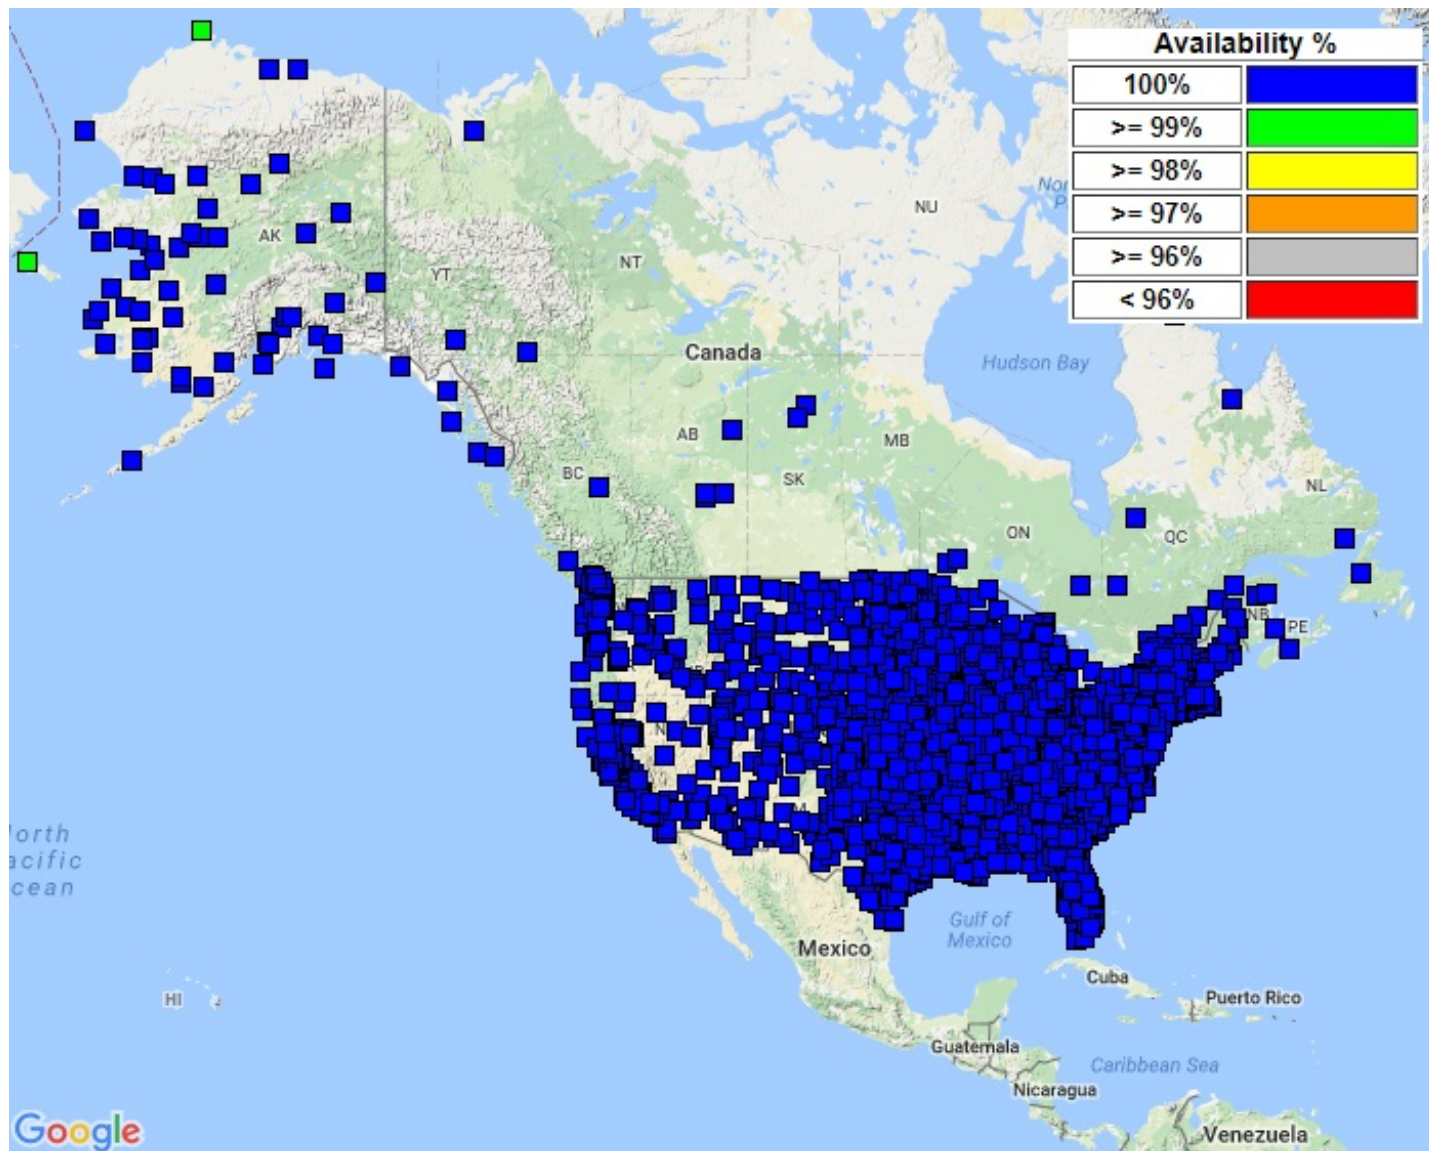 Availability %
100%
>= 99%
>= 98%
>= 97%
>= 96%
< 96%
NU
AK
NT
YT
Canada
Hudson Bay
AB
MB
BC
SK
NL
ON
QC
NB
PE
orth
acific
cean
Gulf of
Mexico
Mexico
Cuba
HI
Puerto Rico
Guatemala
Caribbean Sea
Nicaragua
Google
Venezuela